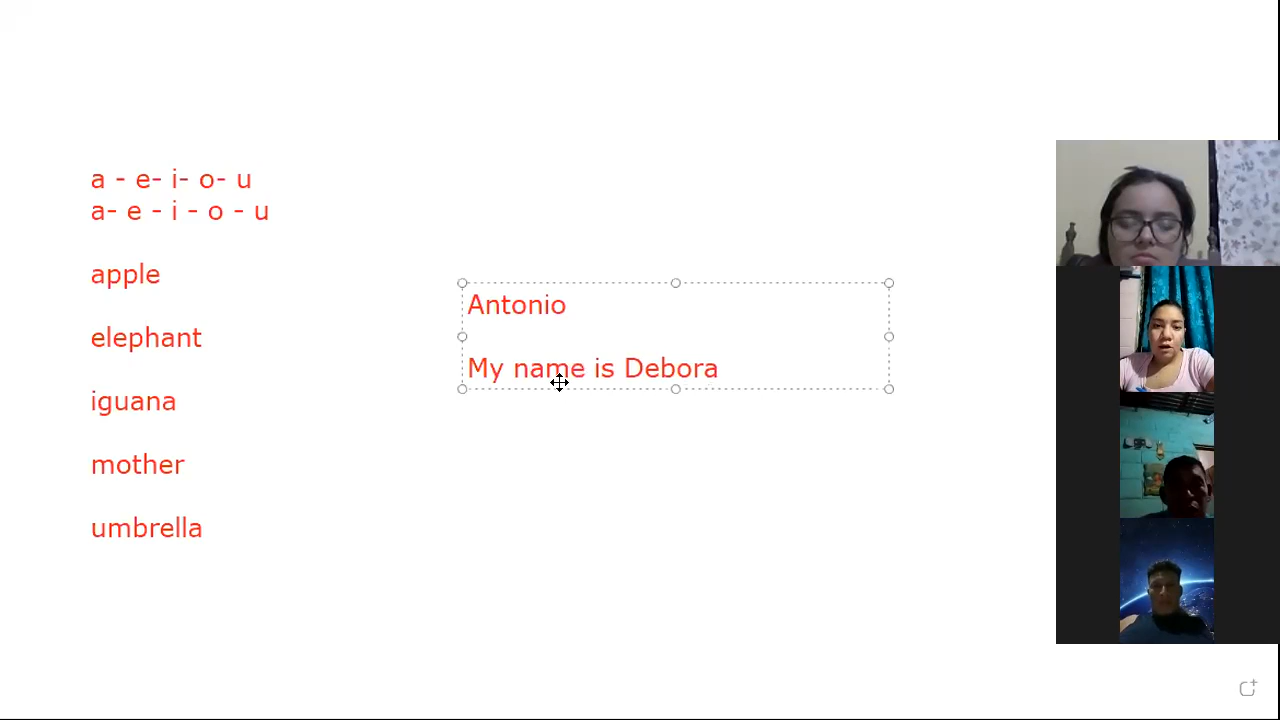 a - e- i- o- u
a- e - i - o - u
apple
elephant
iguana
mother
umbrella
Antonio
My name is Debora